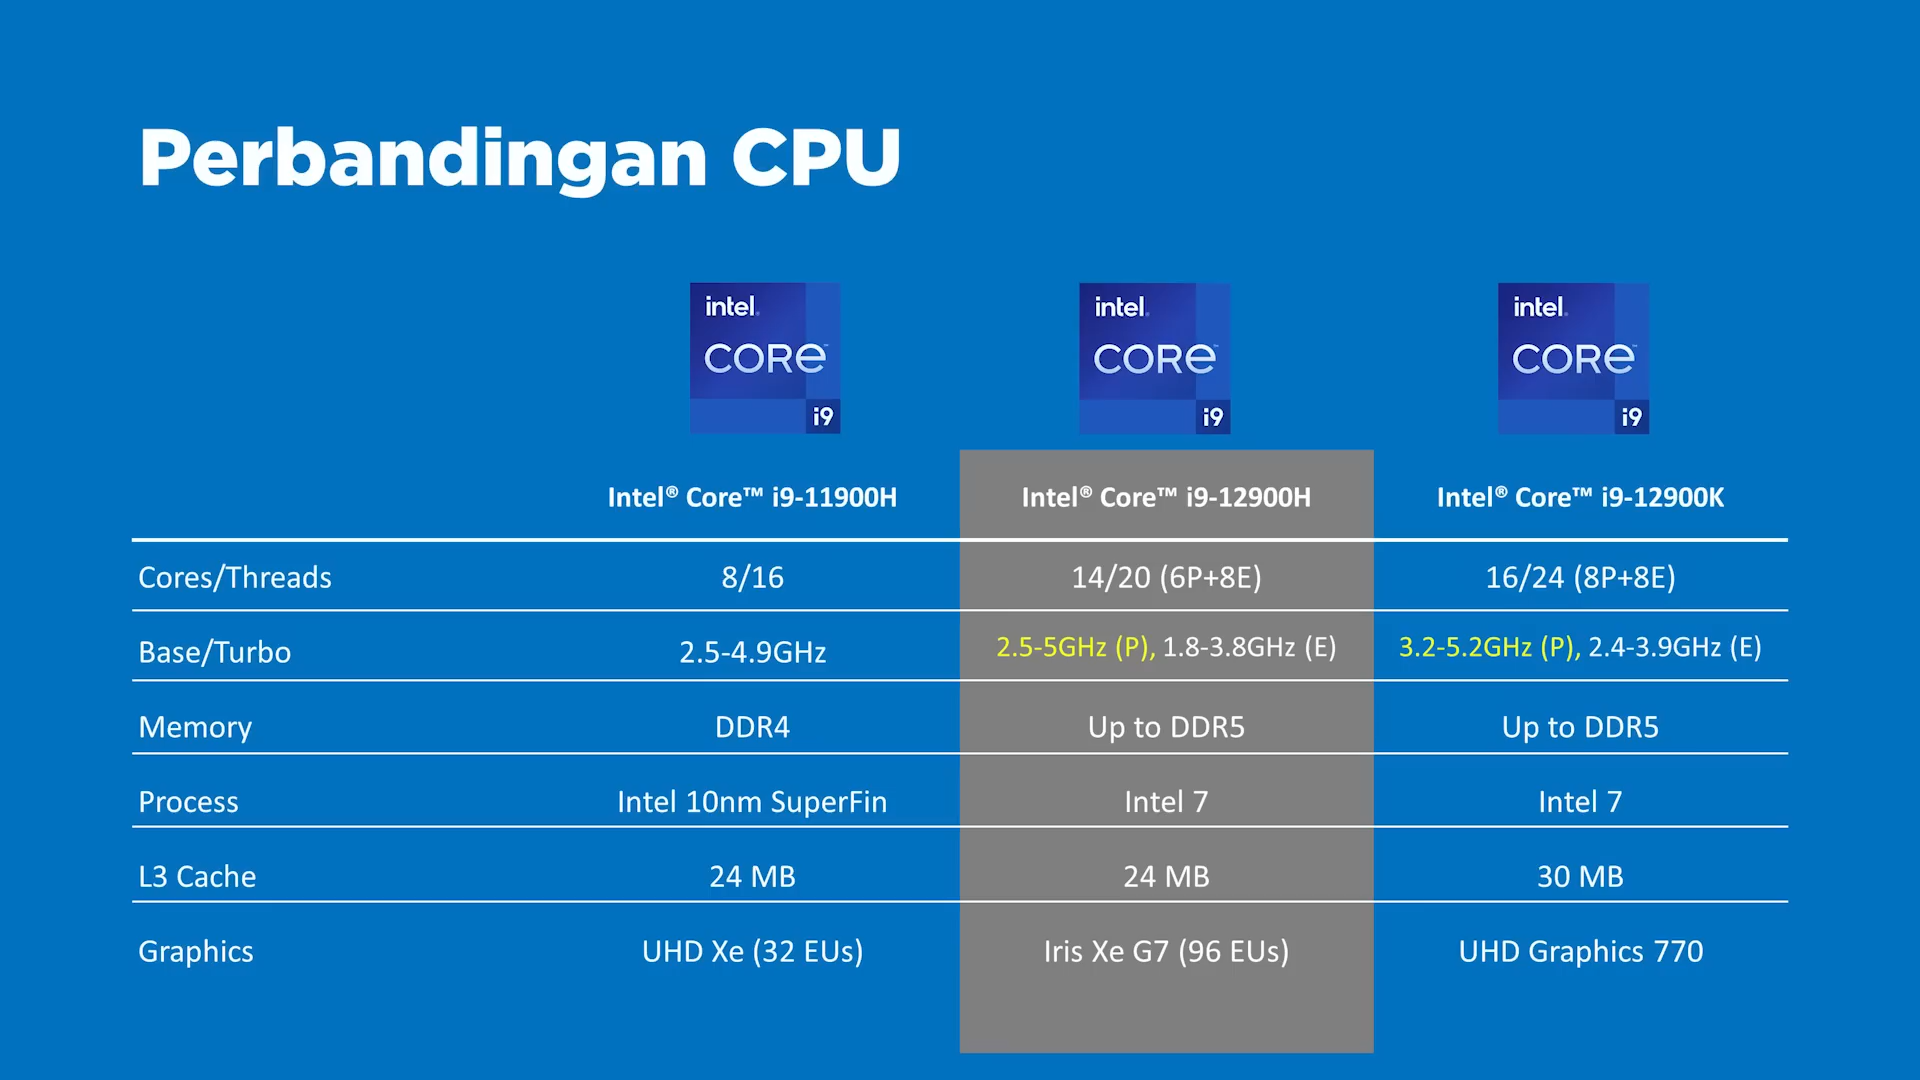 Perbandingan CPU
intel.
CORE™
i9
intel.
CORE™
i9
intel.
CORE™
i9
Intel® Core™ i9-11900H Intel® Core™ i9-12900H Intel® Core™ i9-12900K
Cores/Threads 8/16 14/20 (6P+8E) 16/24 (8P+8E)
Base/Turbo 2.5-4.9GHz 2.5-5GHz (P), 1.8-3.8GHz (E) 3.2-5.2GHz (P), 2.4-3.9GHz (E)
Memory DDR4 Up to DDR5 Up to DDR5
Process Intel 10nm SuperFin Intel 7 Intel 7
L3 Cache 24 MB 24 MB 30 MB
Graphics UHD Xe (32 EUs) Iris Xe G7 (96 EUs) UHD Graphics 770